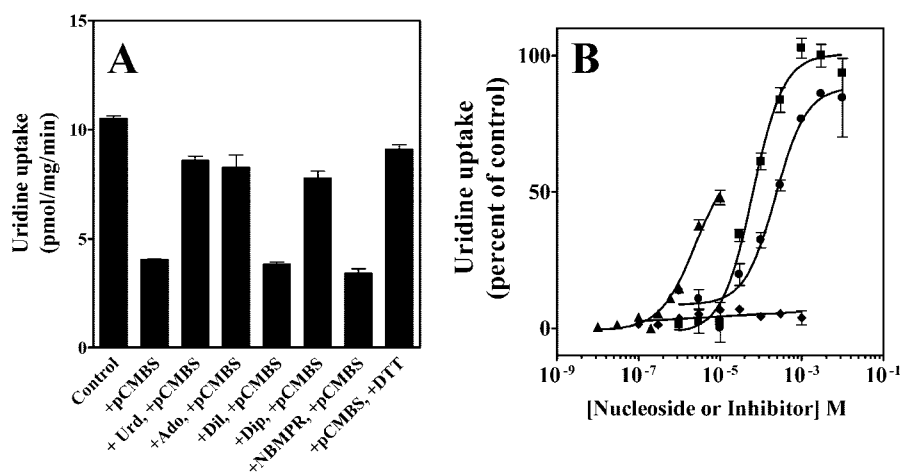 A
Uridine uptake
(pmol/mg/min)
15
10
5
0
Control
+pCMBS
+ Urd, +pCMBS
+Ado, +pCMBS
+Dil, +pCMBS
+Dip, +pCMBS
+NBMPR, +pCMBS
+pCMBS, +DTT
B
Uridine uptake
(percent of control)
100
50
0
10-9 10-7 10-5 10-3 10-1
[Nucleoside or Inhibitor] M